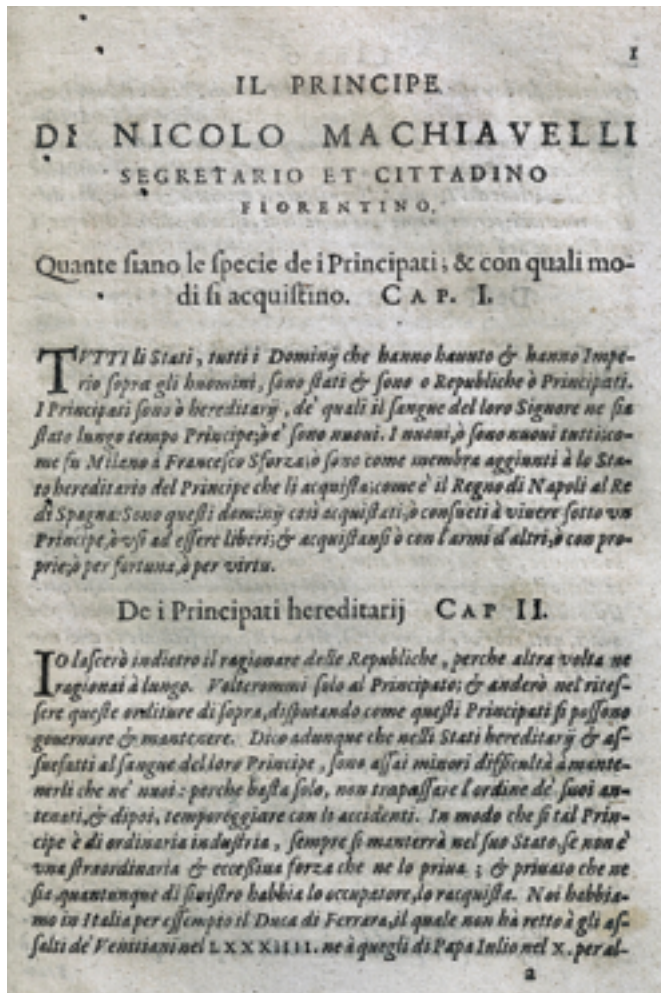 1
IL PRINCIPE
DI NICOLO MACHIAVELLI
SEGRETARIO ET CITTADINO
FIORENTINO.
Quante ſiano le ſpecie de i Principati; & con quali mo-
di ſi acquiſtino. CAP. I.
TVTTI li Stati, tutti i Dominij che hanno hauuto & hanno Impe-
rio ſopra gli huomini, ſono ſtati & ſono o Republiche ò Principati.
I Principati ſono ò hereditarij, de' quali il ſangue del loro Signore ne ſia
ſtato lungo tempo Principe; ò e' ſono nuoui. I nuoui, ò ſono nuoui tutti: co-
me fu Milano à Franceſco Sforza; ò ſono come membra aggiunti à lo Sta-
to hereditario del Principe che li acquiſta: come e' il Regno di Napoli al Re
di Spagna. Sono queſti dominij così acquiſtati, ò conſueti à viuere ſotto vn
Principe, ò vſi ad eſſere liberi; & acquiſtanſi ò con l'armi d'altri, ò con pro-
prie, ò per fortuna, ò per virtu.
De i Principati hereditarij CAP II.
IO laſcerò indietro il ragionare delle Republiche, perche altra volta ne
ragionai à lungo. Volterommi ſolo al Principato; & anderò nel riteſ-
ſere queſte orditure di ſopra, diſputando come queſti Principati ſi poſſono
gouernare & mantenere. Dico adunque che nelli Stati hereditarij & aſ-
ſuefatti al ſangue del loro Principe, ſono aſſai minori difficultà à mante-
nerli che ne' nuoi: perche baſta ſolo, non trapaſſare l'ordine de' ſuoi an-
tenati, & dipoi, temporeggiare con li accidenti. In modo che ſi tal Prin-
cipe è di ordinaria induſtria, ſempre ſi manterrà nel ſuo Stato, ſe non è
vna ſtraordinaria & ecceſſiua forza che ne lo priua; & priuato che ne
ſia, quantunque di ſiniſtro habbia lo occupatore, lo racquiſta. Noi habbia-
mo in Italia per eſſempio il Duca di Ferrara, il quale non hà retto à gli aſ-
ſalti de' Venitiani nel LXXXIIII. ne à quegli di Papa Iulio nel X. per al-
a